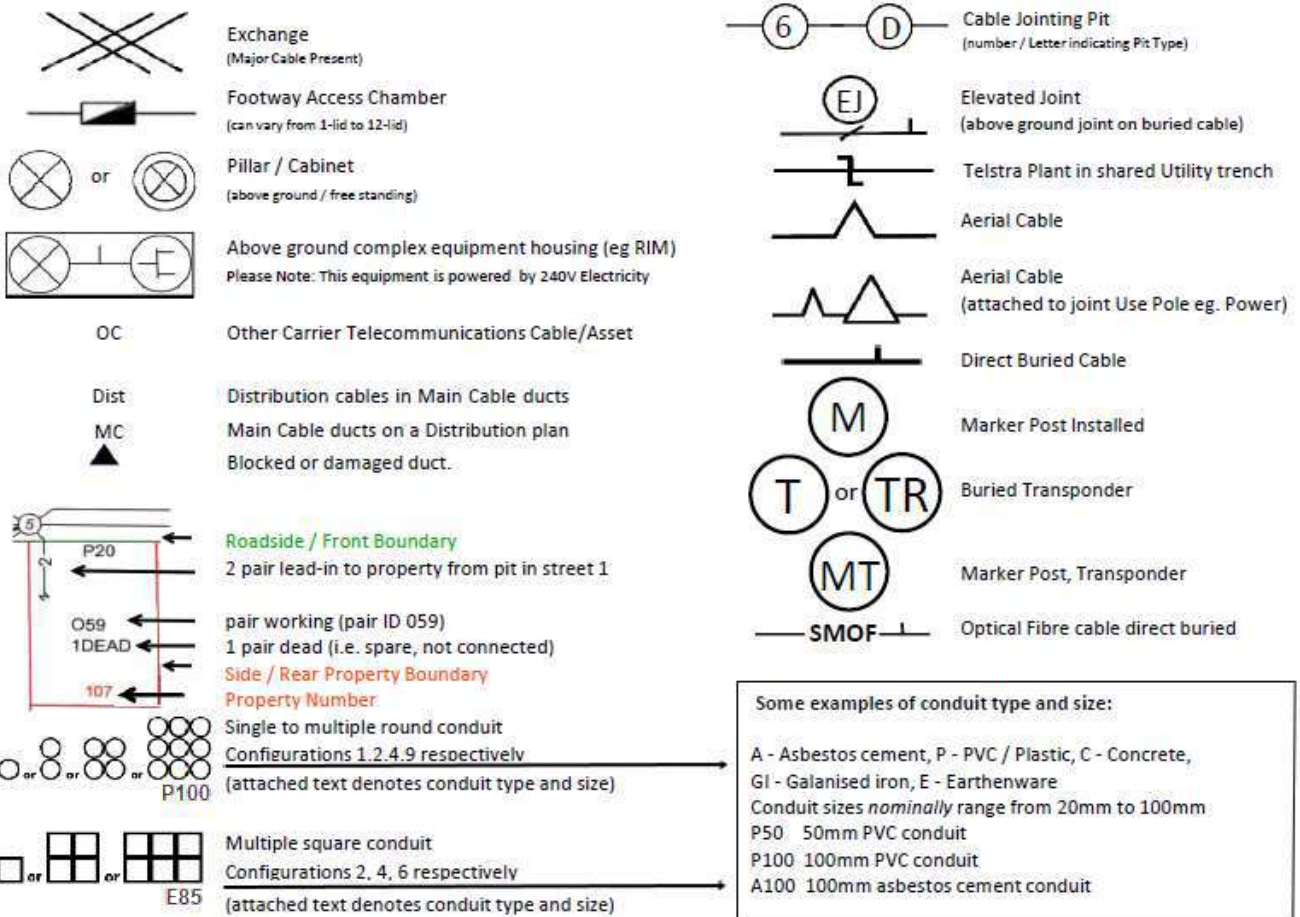 Exchange
(Major Cable Present)
Footway Access Chamber
(can vary from 1-lid to 12-lid)
or
Pillar / Cabinet
(above ground / free standing)
Above ground complex equipment housing (eg RIM)
Please Note: This equipment is powered by 240V Electricity
OC
Other Carrier Telecommunications Cable/Asset
Dist
Distribution cables in Main Cable ducts
MC
Main Cable ducts on a Distribution plan
Blocked or damaged duct.
5
P20
2
Roadside / Front Boundary
2 pair lead-in to property from pit in street 1
O59
pair working (pair ID 059)
1DEAD
1 pair dead (i.e. spare, not connected)
Side / Rear Property Boundary
107
Property Number
or or or
P100
Single to multiple round conduit
Configurations 1.2.4.9 respectively
(attached text denotes conduit type and size)
or or
E85
Multiple square conduit
Configurations 2, 4, 6 respectively
(attached text denotes conduit type and size)
6 D
Cable Jointing Pit
(number / Letter indicating Pit Type)
EJ
Elevated Joint
(above ground joint on buried cable)
Telstra Plant in shared Utility trench
Aerial Cable
Aerial Cable
(attached to joint Use Pole eg. Power)
Direct Buried Cable
M
Marker Post Installed
T or TR
Buried Transponder
MT
Marker Post, Transponder
SMOF
Optical Fibre cable direct buried
Some examples of conduit type and size:
A - Asbestos cement, P - PVC / Plastic, C - Concrete,
GI - Galanised iron, E - Earthenware
Conduit sizes nominally range from 20mm to 100mm
P50 50mm PVC conduit
P100 100mm PVC conduit
A100 100mm asbestos cement conduit